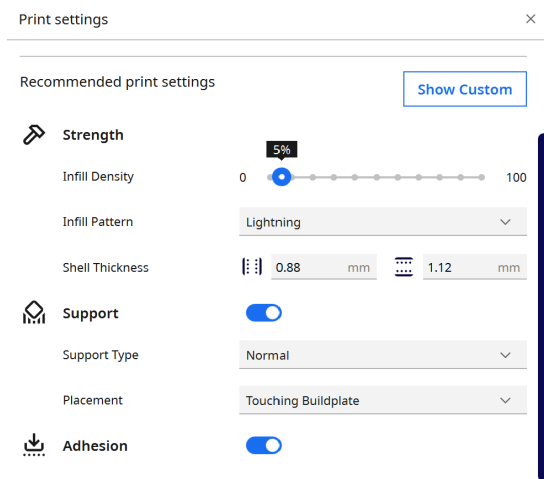 Print settings
Recommended print settings
Show Custom
Strength
5%
Infill Density 0 100
Infill Pattern Lightning
Shell Thickness 0.88 mm 1.12 mm
Support
Support Type Normal
Placement Touching Buildplate
Adhesion